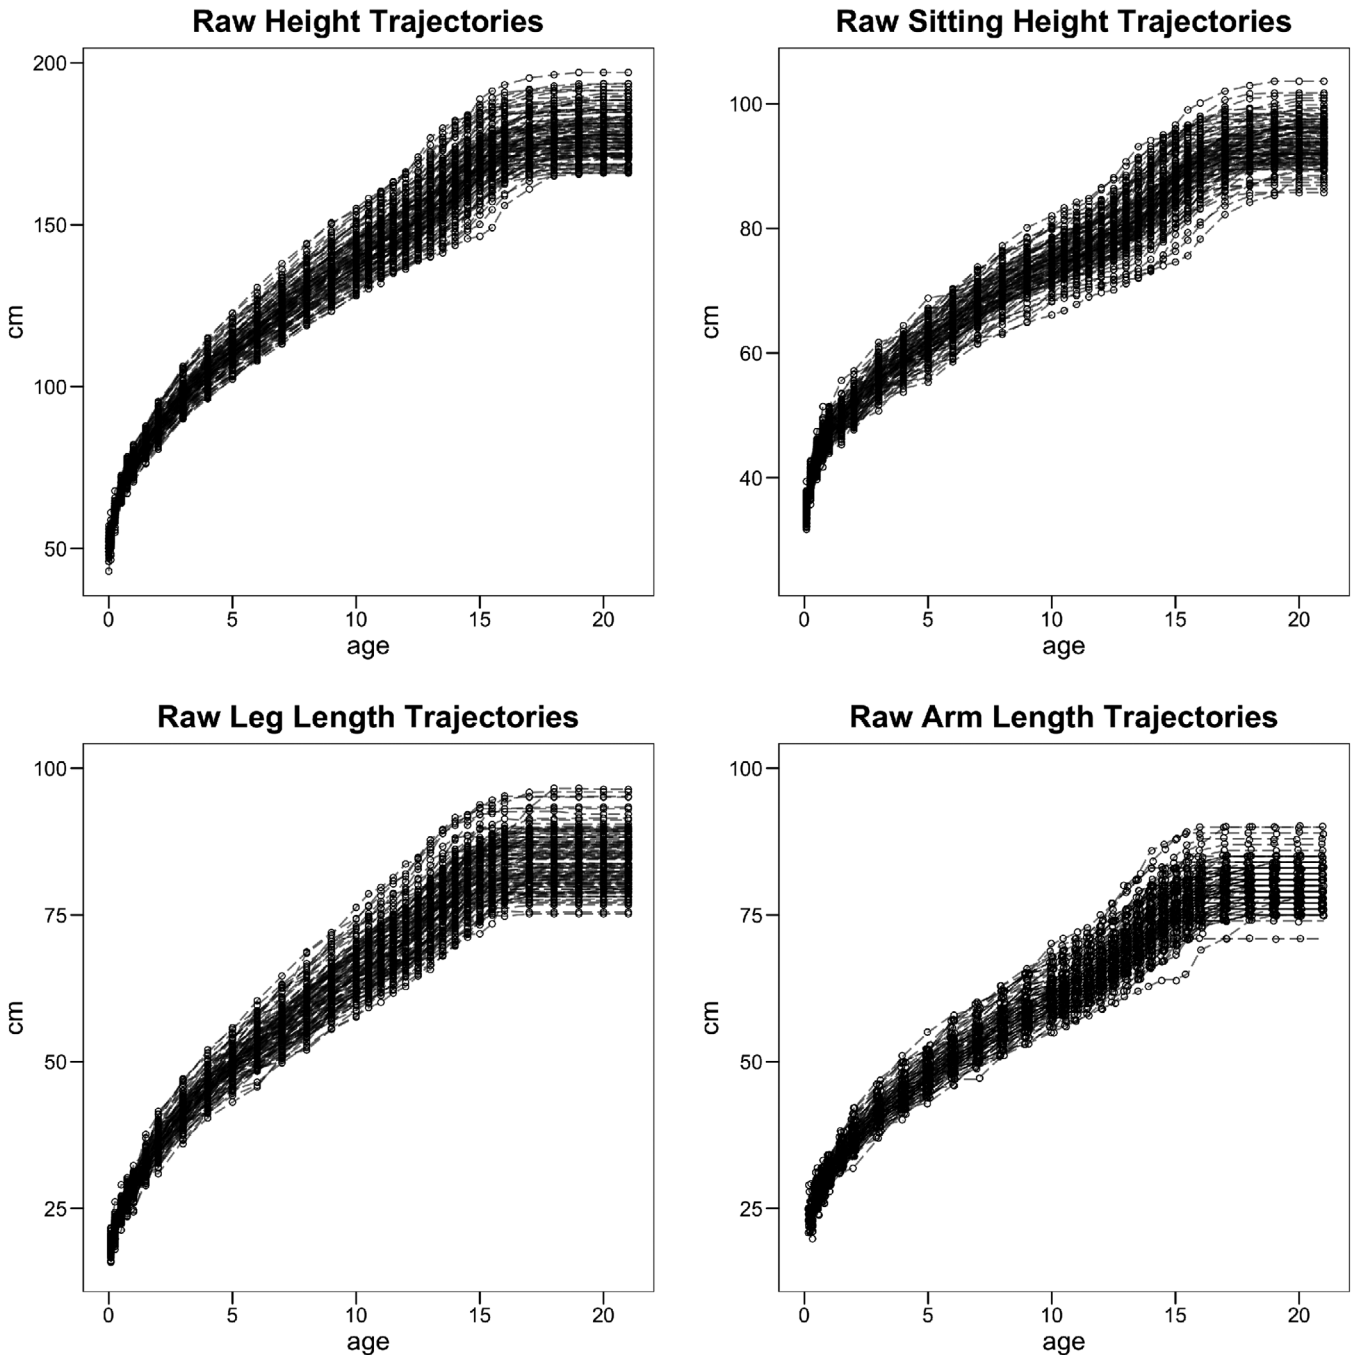 Raw Height Trajectories
200
150
100
50
cm
0 5 10 15 20
age
Raw Sitting Height Trajectories
100
80
60
40
cm
0 5 10 15 20
age
Raw Leg Length Trajectories
100
75
50
25
cm
0 5 10 15 20
age
Raw Arm Length Trajectories
100
75
50
25
cm
0 5 10 15 20
age